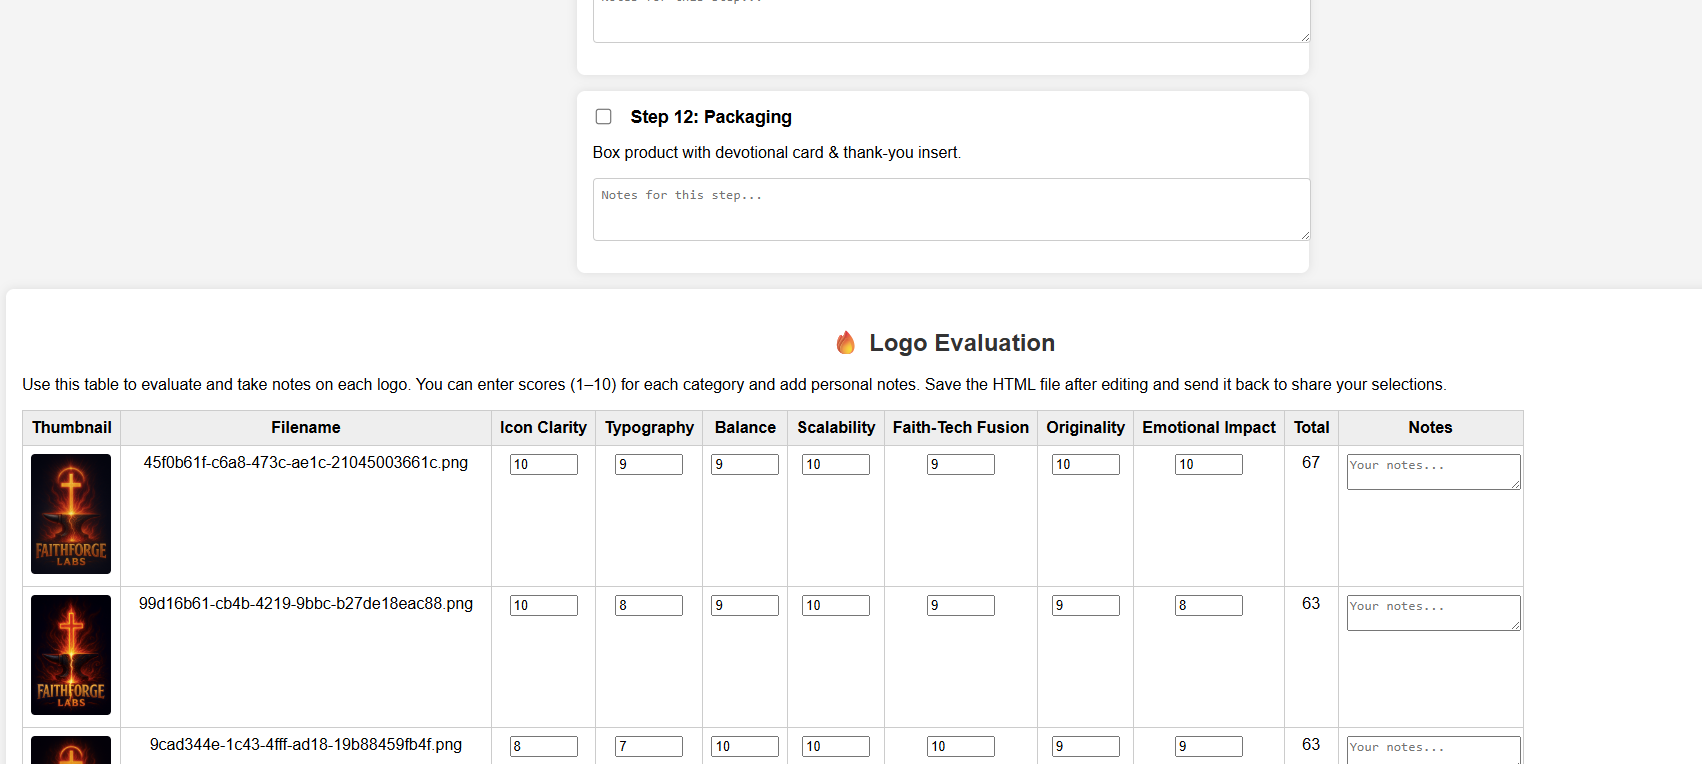 Notes for this step...
Step 12: Packaging
Box product with devotional card & thank-you insert.
Notes for this step...
🔥 Logo Evaluation
Use this table to evaluate and take notes on each logo. You can enter scores (1–10) for each category and add personal notes. Save the HTML file after editing and send it back to share your selections.
Thumbnail Filename Icon Clarity Typography Balance Scalability Faith-Tech Fusion Originality Emotional Impact Total Notes
45f0b61f-c6a8-473c-ae1c-21045003661c.png 10 9 9 10 9 10 10 67 Your notes...
FAITHFORGE
LABS
99d16b61-cb4b-4219-9bbc-b27de18eac88.png 10 8 9 10 9 9 8 63 Your notes...
FAITHFORGE
LABS
9cad344e-1c43-4fff-ad18-19b88459fb4f.png 8 7 10 10 10 9 9 63 Your notes...